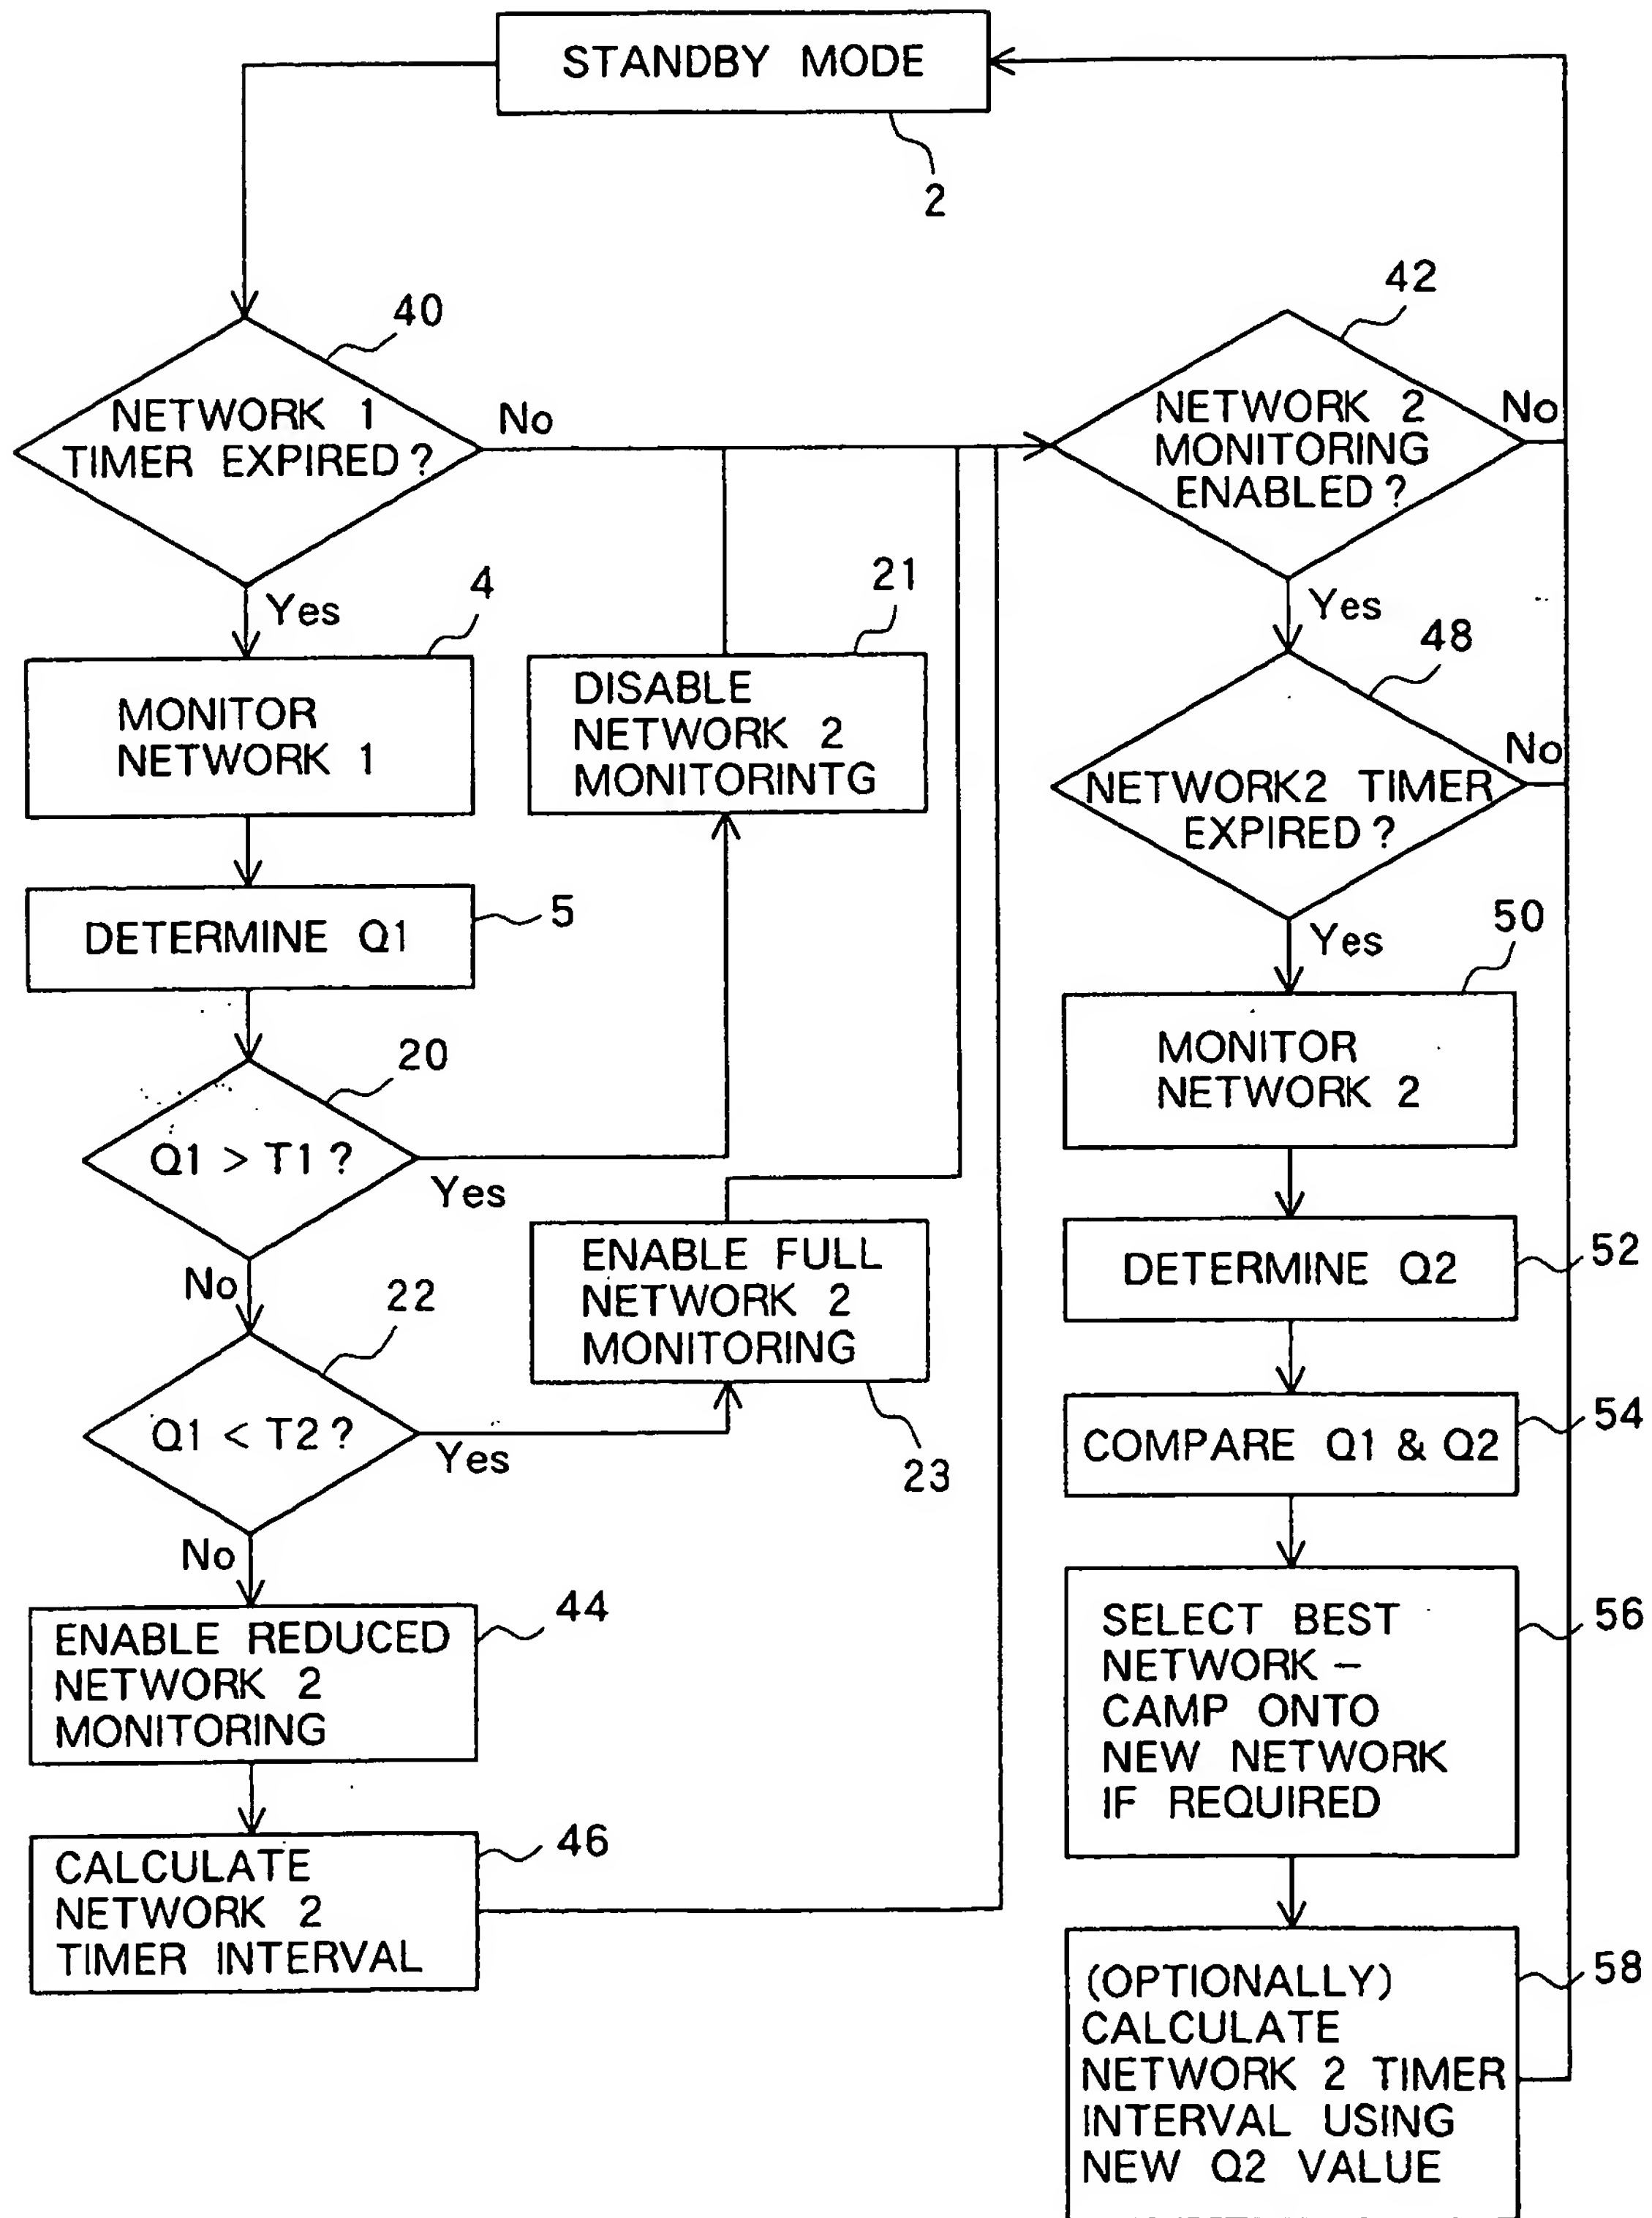 STANDBY MODE
2
40
NETWORK 1
TIMER EXPIRED?
No
Yes
4
MONITOR
NETWORK 1
DETERMINE Q1
5
20
Q1 > T1?
Yes
No
22
Q1 < T2?
Yes
No
ENABLE REDUCED
NETWORK 2
MONITORING
44
CALCULATE
NETWORK 2
TIMER INTERVAL
46
21
DISABLE
NETWORK 2
MONITORINTG
ENABLE FULL
NETWORK 2
MONITORING
23
42
NETWORK 2
MONITORING
ENABLED?
No
Yes
48
NETWORK2 TIMER
EXPIRED?
No
Yes
50
MONITOR
NETWORK 2
DETERMINE Q2
52
COMPARE Q1 & Q2
54
SELECT BEST
NETWORK –
CAMP ONTO
NEW NETWORK
IF REQUIRED
56
(OPTIONALLY)
CALCULATE
NETWORK 2 TIMER
INTERVAL USING
NEW Q2 VALUE
58